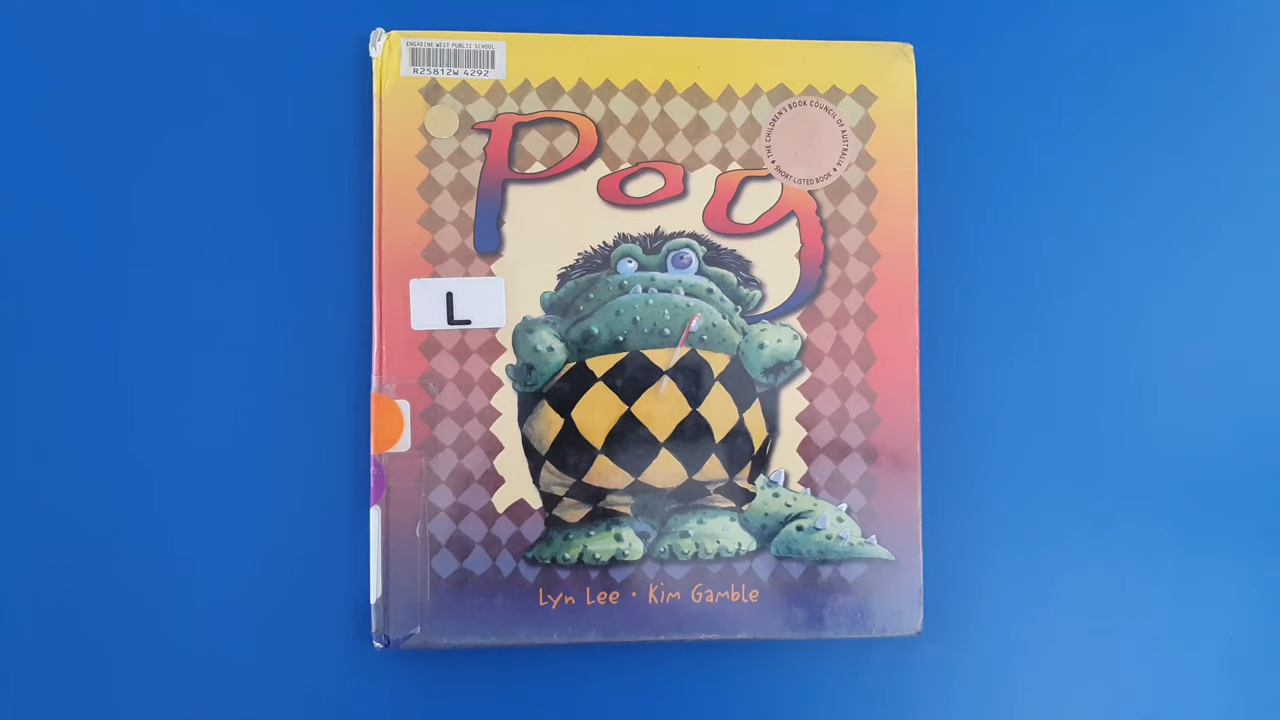 ENGADINE WEST PUBLIC SCHOOL
R25812W 4292
Pog
THE CHILDREN'S BOOK COUNCIL OF AUSTRALIA
SHORT-LISTED BOOK
L
Lyn Lee • Kim Gamble